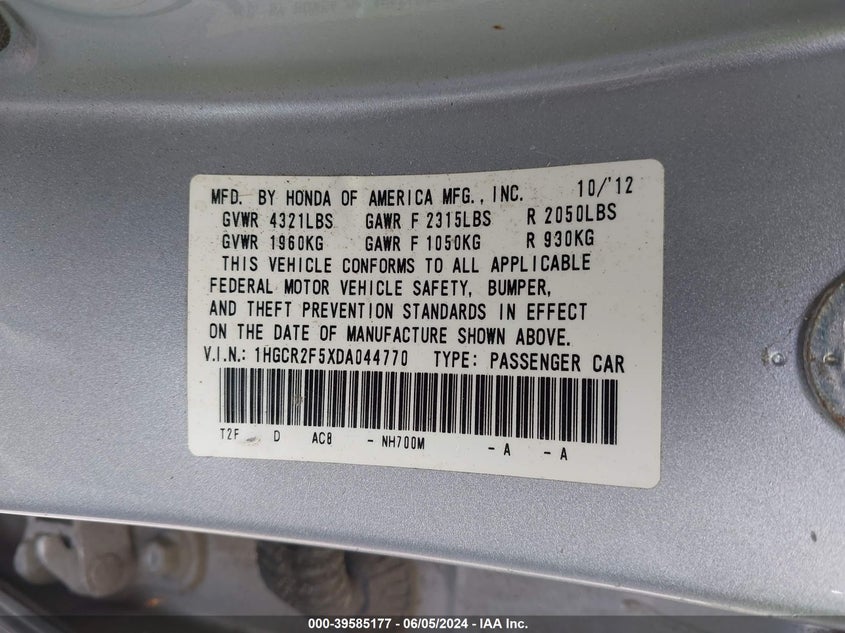 MFD. BY HONDA OF AMERICA MFG., INC. 10/'12
GVWR 4321LBS GAWR F 2315LBS R 2050LBS
GVWR 1960KG GAWR F 1050KG R 930KG
THIS VEHICLE CONFORMS TO ALL APPLICABLE
FEDERAL MOTOR VEHICLE SAFETY, BUMPER,
AND THEFT PREVENTION STANDARDS IN EFFECT
ON THE DATE OF MANUFACTURE SHOWN ABOVE.
V.I.N.: 1HGCR2F5XDA044770 TYPE: PASSENGER CAR
T2F D AC8 - NH700M - A - A
000-39585177 — 06/05/2024 — IAA Inc.